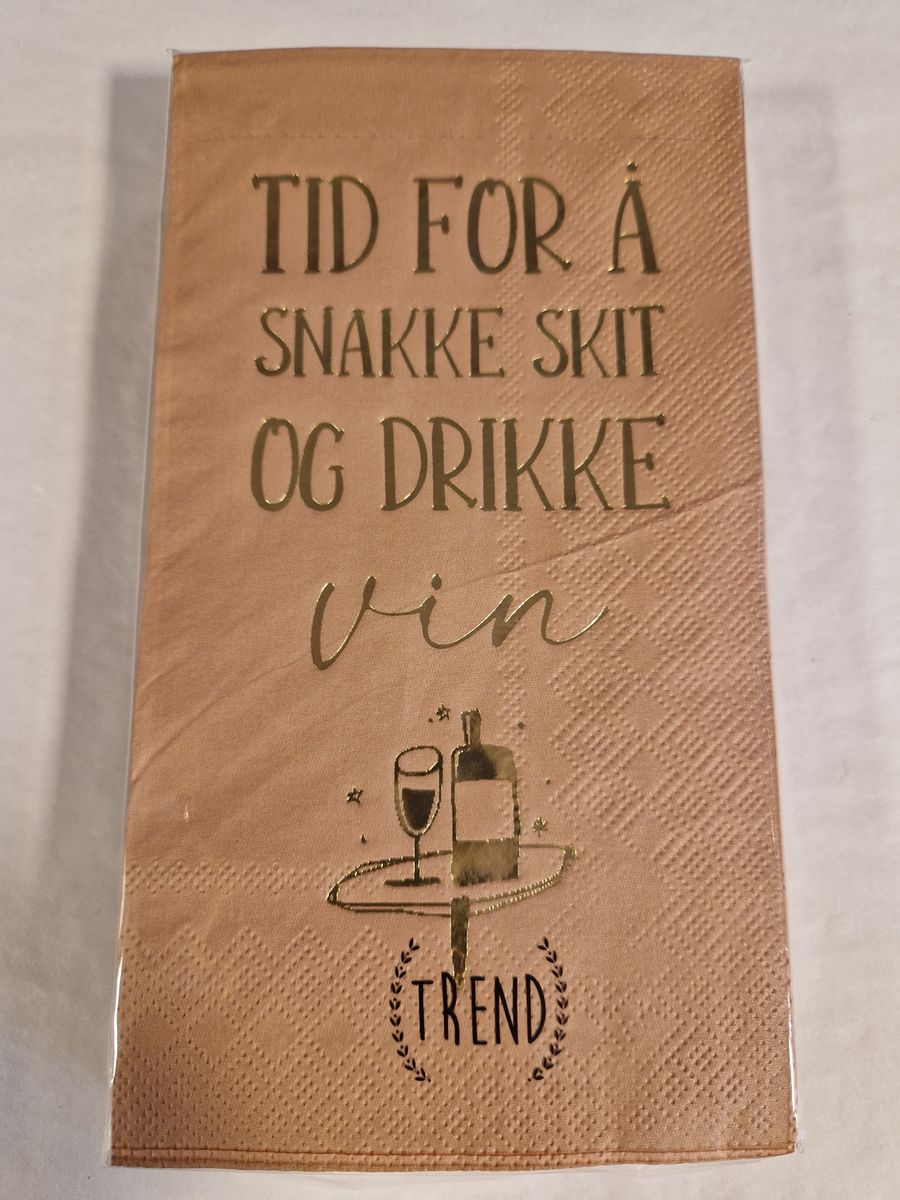 TID FOR Å
SNAKKE SKIT
OG DRIKKE
vin
TREND